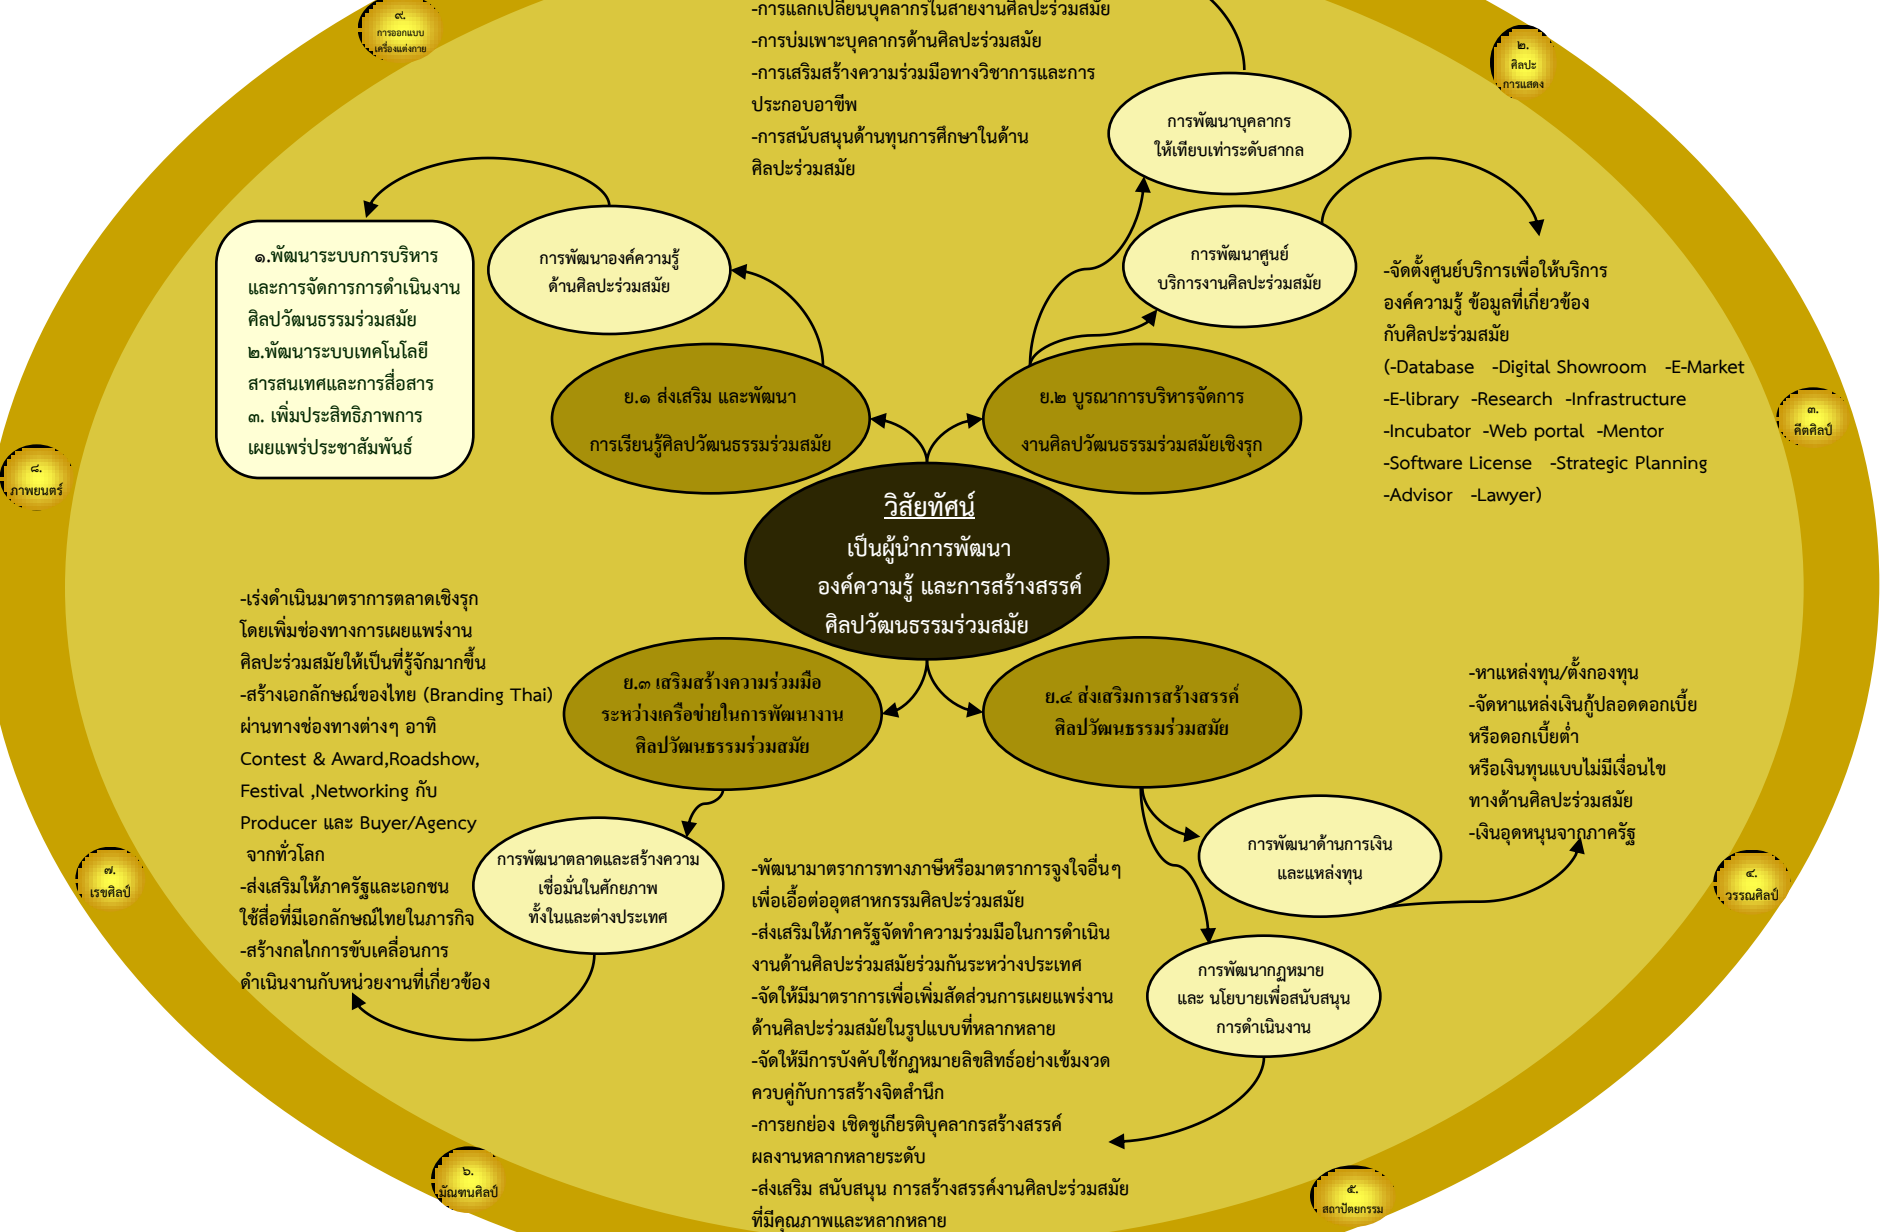 ๙.
การออกแบบ
เครื่องแต่งกาย
-การแลกเปลี่ยนบุคลากรในสายงานศิลปะร่วมสมัย
-การบ่มเพาะบุคลากรด้านศิลปะร่วมสมัย
-การเสริมสร้างความร่วมมือทางวิชาการและการ
ประกอบอาชีพ
-การสนับสนุนด้านทุนการศึกษาในด้าน
ศิลปะร่วมสมัย
๒.
ศิลปะ
การแสดง
การพัฒนาบุคลากร
ให้เทียบเท่าระดับสากล
๑.พัฒนาระบบการบริหาร
และการจัดการการดำเนินงาน
ศิลปวัฒนธรรมร่วมสมัย
๒.พัฒนาระบบเทคโนโลยี
สารสนเทศและการสื่อสาร
๓. เพิ่มประสิทธิภาพการ
เผยแพร่ประชาสัมพันธ์
การพัฒนาองค์ความรู้
ด้านศิลปะร่วมสมัย
การพัฒนาศูนย์
บริการงานศิลปะร่วมสมัย
-จัดตั้งศูนย์บริการเพื่อให้บริการ
องค์ความรู้ ข้อมูลที่เกี่ยวข้อง
กับศิลปะร่วมสมัย
(-Database -Digital Showroom -E-Market
-E-library -Research -Infrastructure
-Incubator -Web portal -Mentor
-Software License -Strategic Planning
-Advisor -Lawyer)
ย.๑ ส่งเสริม และพัฒนา
การเรียนรู้ศิลปวัฒนธรรมร่วมสมัย
ย.๒ บูรณาการบริหารจัดการ
งานศิลปวัฒนธรรมร่วมสมัยเชิงรุก
๓.
คีตศิลป์
๘.
ภาพยนตร์
วิสัยทัศน์
เป็นผู้นำการพัฒนา
องค์ความรู้ และการสร้างสรรค์
ศิลปวัฒนธรรมร่วมสมัย
-เร่งดำเนินมาตราการตลาดเชิงรุก
โดยเพิ่มช่องทางการเผยแพร่งาน
ศิลปะร่วมสมัยให้เป็นที่รู้จักมากขึ้น
-สร้างเอกลักษณ์ของไทย (Branding Thai)
ผ่านทางช่องทางต่างๆ อาทิ
Contest & Award,Roadshow,
Festival ,Networking กับ
Producer และ Buyer/Agency
จากทั่วโลก
-ส่งเสริมให้ภาครัฐและเอกชน
ใช้สื่อที่มีเอกลักษณ์ไทยในภารกิจ
-สร้างกลไกการขับเคลื่อนการ
ดำเนินงานกับหน่วยงานที่เกี่ยวข้อง
ย.๓ เสริมสร้างความร่วมมือ
ระหว่างเครือข่ายในการพัฒนางาน
ศิลปวัฒนธรรมร่วมสมัย
ย.๔ ส่งเสริมการสร้างสรรค์
ศิลปวัฒนธรรมร่วมสมัย
-หาแหล่งทุน/ตั้งกองทุน
-จัดหาแหล่งเงินกู้ปลอดดอกเบี้ย
หรือดอกเบี้ยต่ำ
หรือเงินทุนแบบไม่มีเงื่อนไข
ทางด้านศิลปะร่วมสมัย
-เงินอุดหนุนจากภาครัฐ
การพัฒนาตลาดและสร้างความ
เชื่อมั่นในศักยภาพ
ทั้งในและต่างประเทศ
การพัฒนาด้านการเงิน
และแหล่งทุน
๗.
เรขศิลป์
๔.
วรรณศิลป์
-พัฒนามาตราการทางภาษีหรือมาตราการจูงใจอื่นๆ
เพื่อเอื้อต่ออุตสาหกรรมศิลปะร่วมสมัย
-ส่งเสริมให้ภาครัฐจัดทำความร่วมมือในการดำเนิน
งานด้านศิลปะร่วมสมัยร่วมกันระหว่างประเทศ
-จัดให้มีมาตราการเพื่อเพิ่มสัดส่วนการเผยแพร่งาน
ด้านศิลปะร่วมสมัยในรูปแบบที่หลากหลาย
-จัดให้มีการบังคับใช้กฏหมายลิขสิทธ์อย่างเข้มงวด
ควบคู่กับการสร้างจิตสำนึก
-การยกย่อง เชิดชูเกียรติบุคลากรสร้างสรรค์
ผลงานหลากหลายระดับ
-ส่งเสริม สนับสนุน การสร้างสรรค์งานศิลปะร่วมสมัย
ที่มีคุณภาพและหลากหลาย
การพัฒนากฏหมาย
และ นโยบายเพื่อสนับสนุน
การดำเนินงาน
๖.
มัณฑนศิลป์
๕.
สถาปัตยกรรม